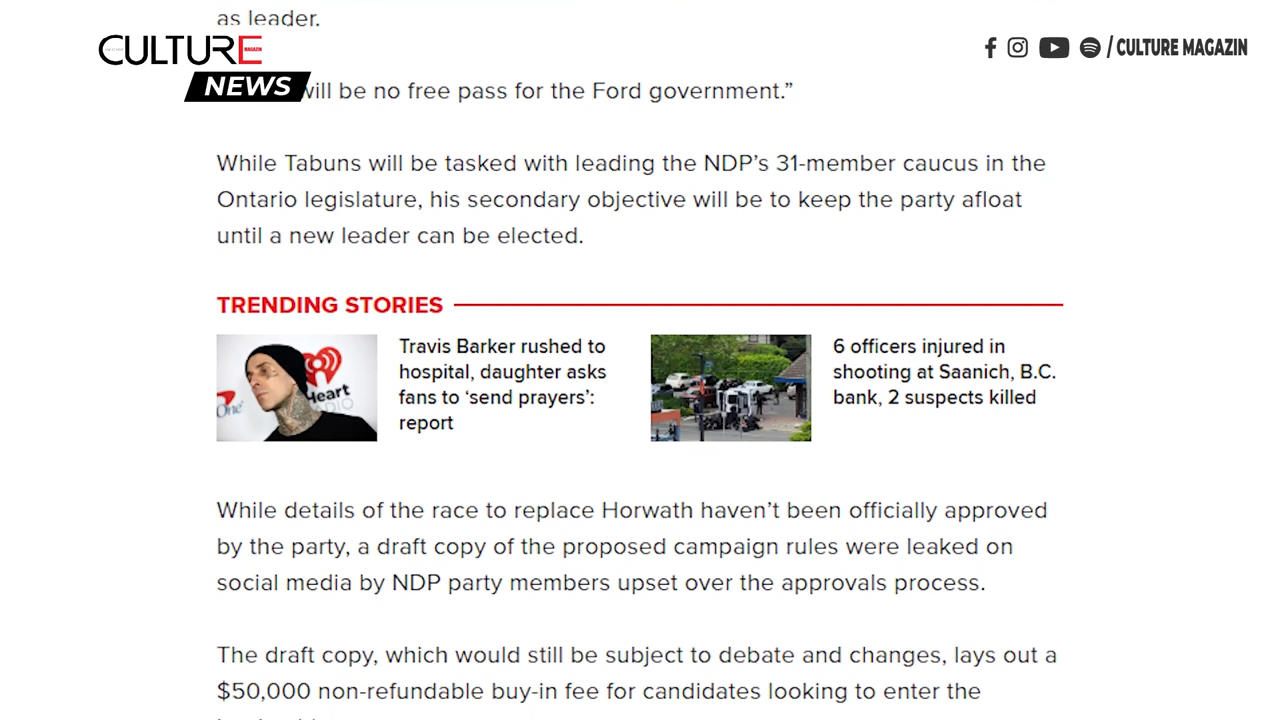 as leader.
CULTURE
MAGAZIN
NEWS
/ CULTURE MAGAZIN
will be no free pass for the Ford government.”
While Tabuns will be tasked with leading the NDP’s 31-member caucus in the
Ontario legislature, his secondary objective will be to keep the party afloat
until a new leader can be elected.
TRENDING STORIES
Travis Barker rushed to
hospital, daughter asks
fans to ‘send prayers’:
report
6 officers injured in
shooting at Saanich, B.C.
bank, 2 suspects killed
While details of the race to replace Horwath haven’t been officially approved
by the party, a draft copy of the proposed campaign rules were leaked on
social media by NDP party members upset over the approvals process.
The draft copy, which would still be subject to debate and changes, lays out a
$50,000 non-refundable buy-in fee for candidates looking to enter the